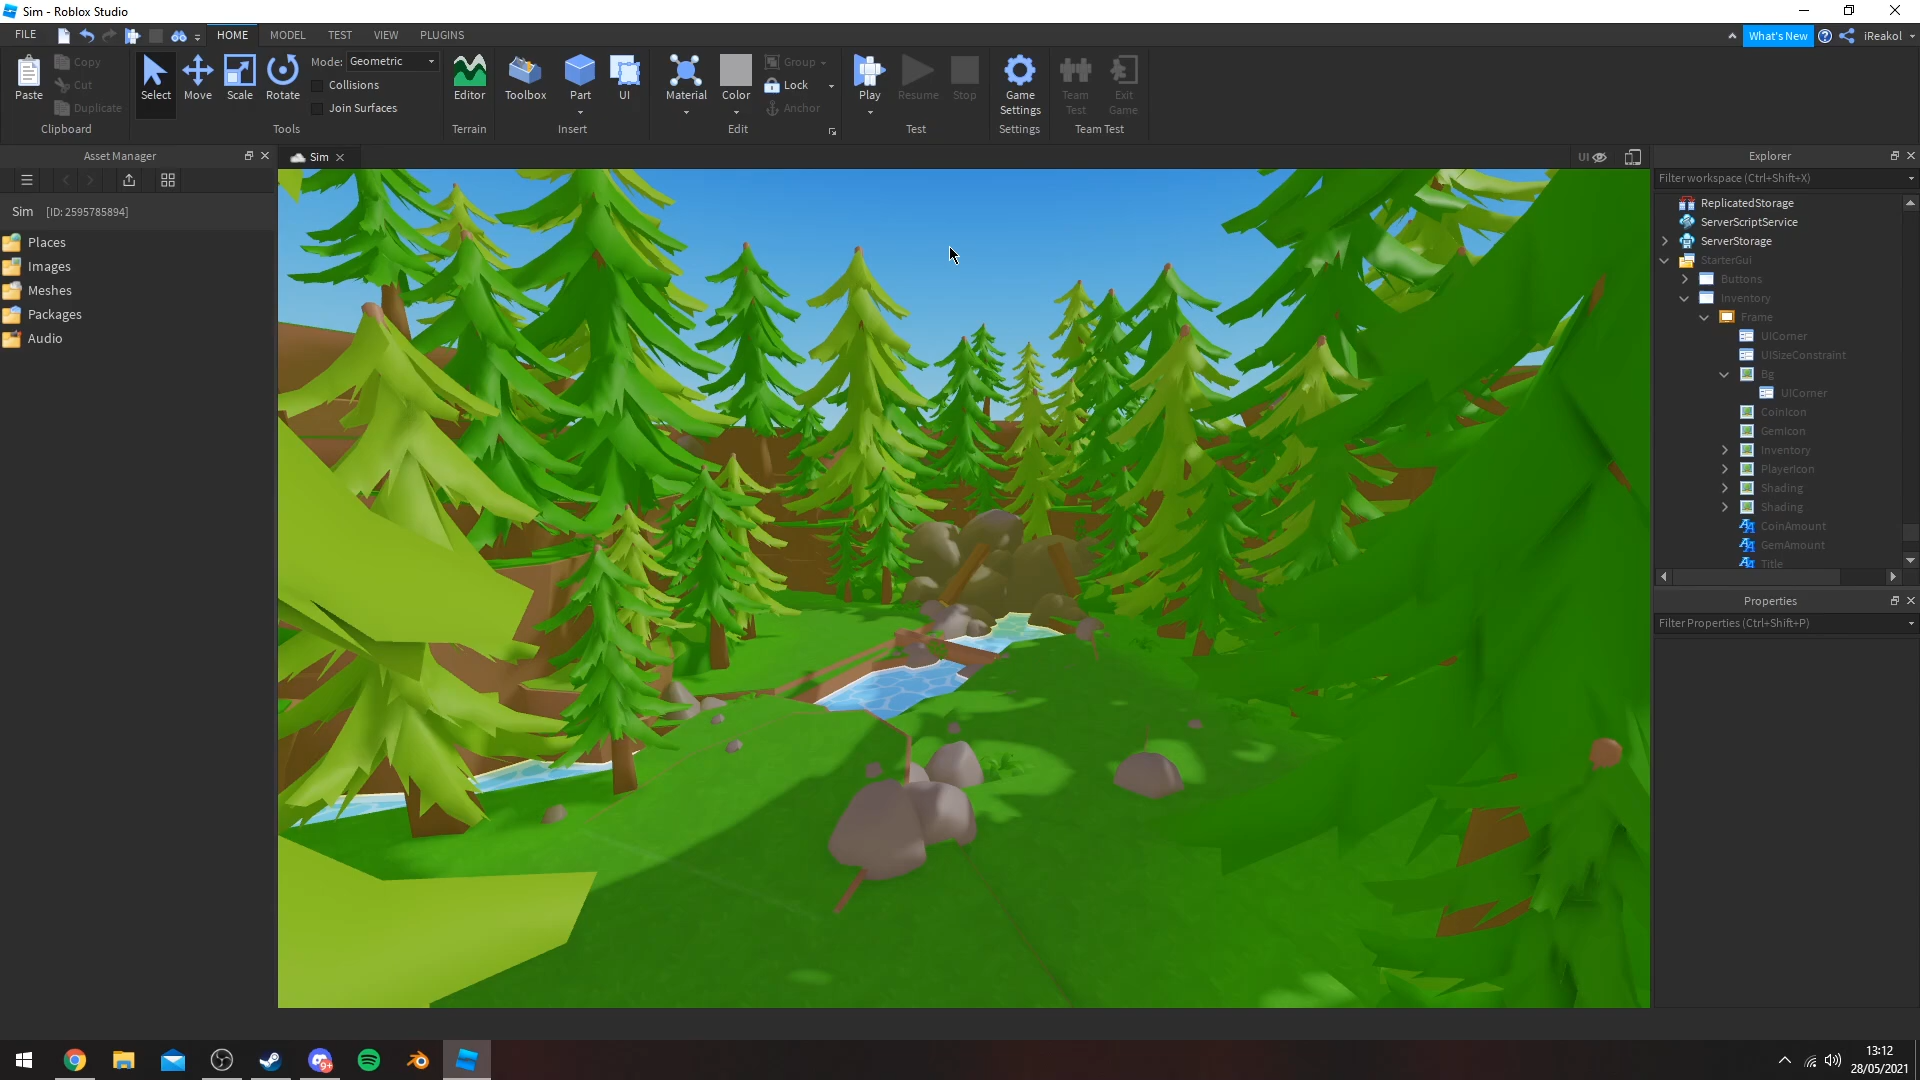 Sim - Roblox Studio
FILE HOME MODEL TEST VIEW PLUGINS What's New iReakol
Paste Copy Cut Duplicate
Clipboard
Select Move Scale Rotate Mode: Geometric Collisions Join Surfaces
Tools
Editor
Terrain
Toolbox Part UI
Insert
Material Color Group Lock Anchor
Edit
Play Resume Stop
Test
Game Settings
Settings
Team Test Exit Game
Team Test
Asset Manager
Sim [ID: 2595785894]
Places
Images
Meshes
Packages
Audio
Sim
UI
Explorer
Filter workspace (Ctrl+Shift+X)
ReplicatedStorage
ServerScriptService
ServerStorage
StarterGui
Buttons
Inventory
Frame
UICorner
UISizeConstraint
Bg
UICorner
CoinIcon
GemIcon
Inventory
PlayerIcon
Shading
Shading
CoinAmount
GemAmount
Title
Properties
Filter Properties (Ctrl+Shift+P)
9+
13:12
28/05/2021